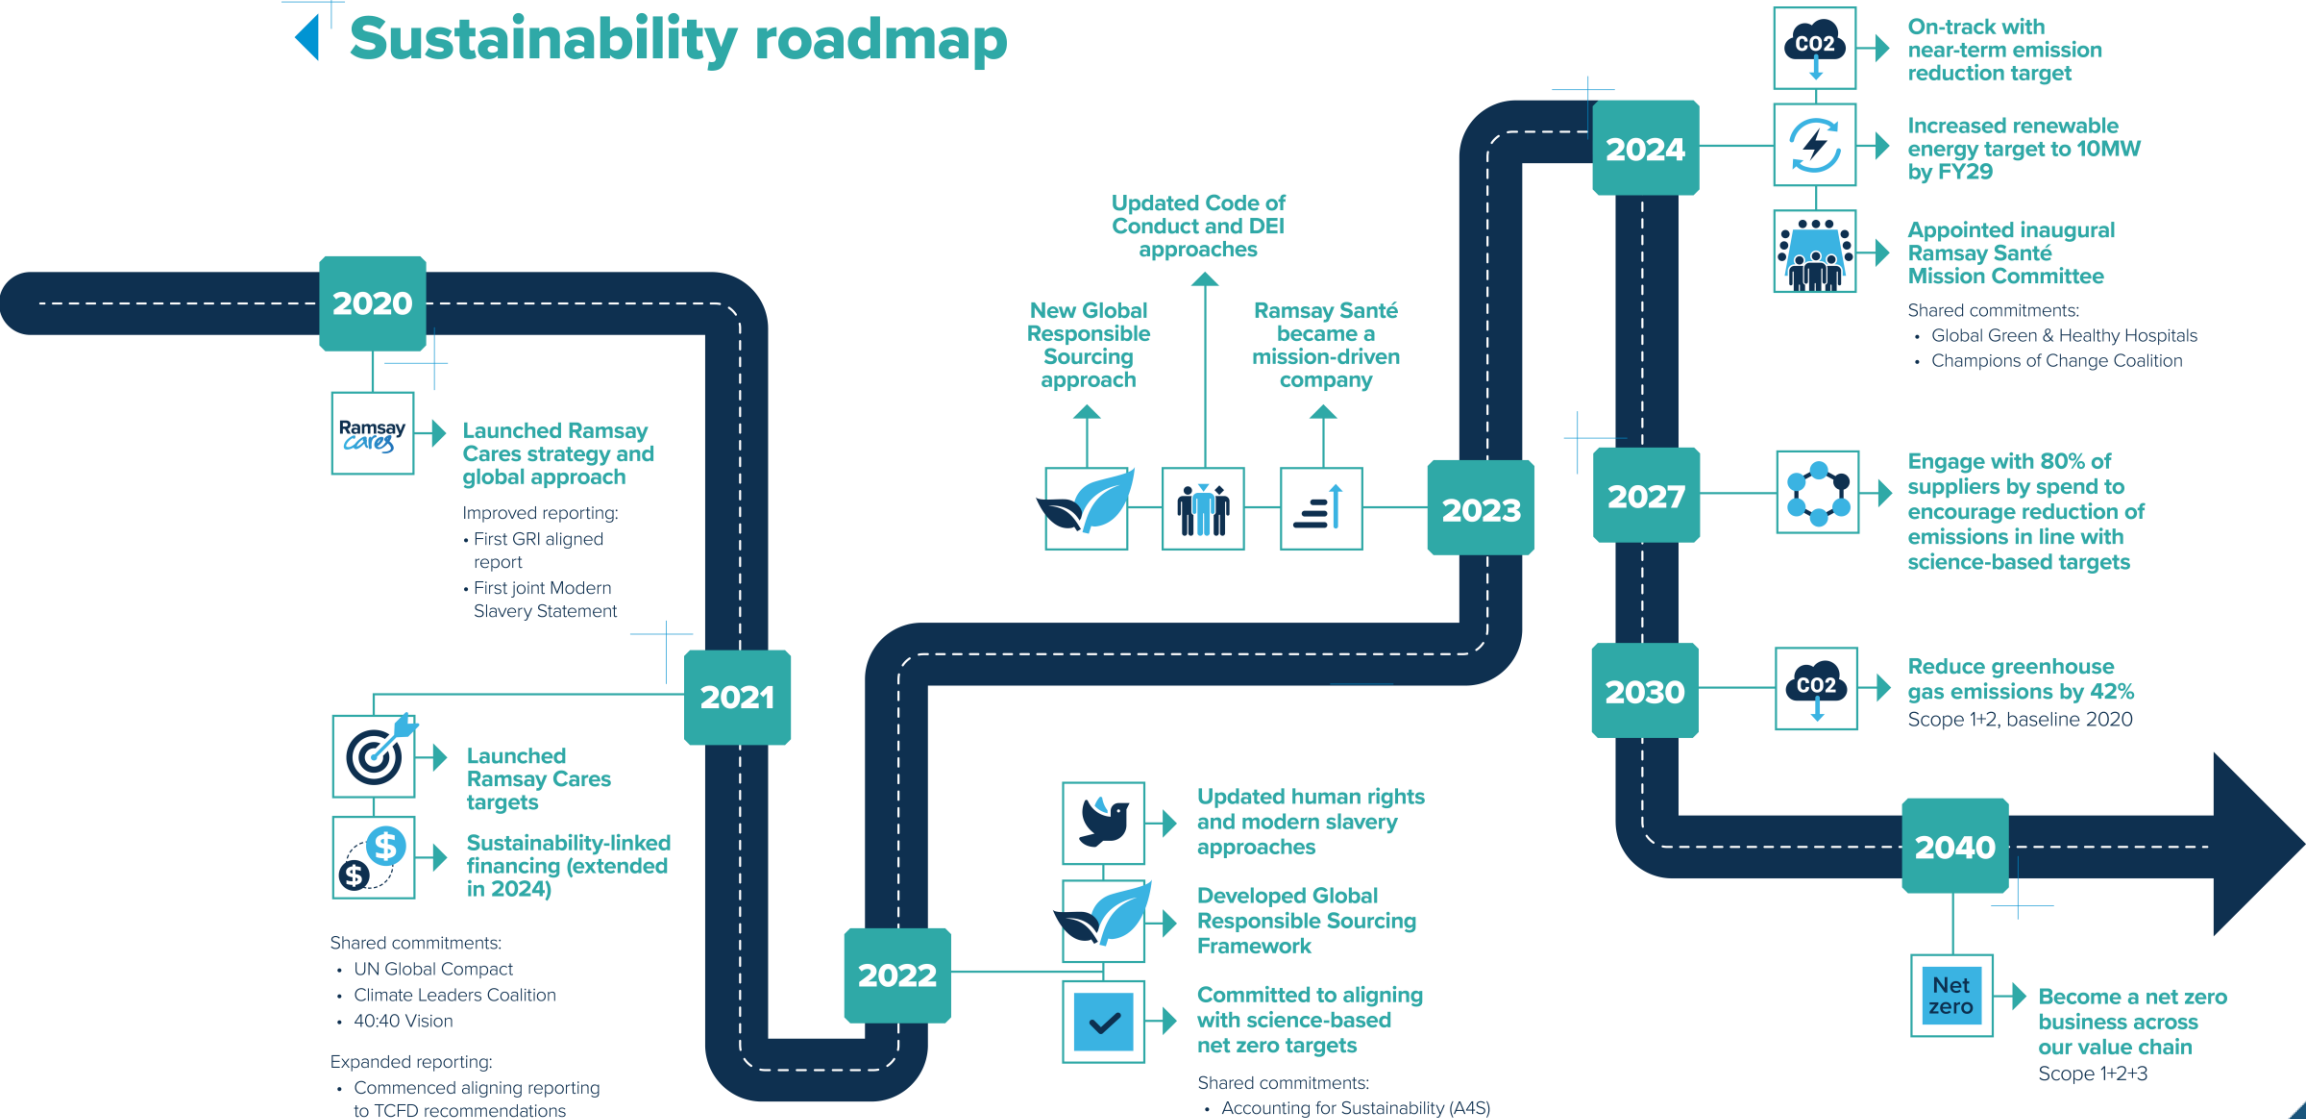 Sustainability roadmap
2020
Ramsay
cares
Launched Ramsay
Cares strategy and
global approach
Improved reporting:
• First GRI aligned
report
• First joint Modern
Slavery Statement
2021
Launched
Ramsay Cares
targets
$
$
Sustainability-linked
financing (extended
in 2024)
Shared commitments:
• UN Global Compact
• Climate Leaders Coalition
• 40:40 Vision
Expanded reporting:
• Commenced aligning reporting
to TCFD recommendations
2022
Updated human rights
and modern slavery
approaches
Developed Global
Responsible Sourcing
Framework
Committed to aligning
with science-based
net zero targets
Shared commitments:
• Accounting for Sustainability (A4S)
2023
New Global
Responsible
Sourcing
approach
Updated Code of
Conduct and DEI
approaches
Ramsay Santé
became a
mission-driven
company
2024
CO2
On-track with
near-term emission
reduction target
Increased renewable
energy target to 10MW
by FY29
Appointed inaugural
Ramsay Santé
Mission Committee
Shared commitments:
• Global Green & Healthy Hospitals
• Champions of Change Coalition
2027
Engage with 80% of
suppliers by spend to
encourage reduction of
emissions in line with
science-based targets
2030
CO2
Reduce greenhouse
gas emissions by 42%
Scope 1+2, baseline 2020
2040
Net
zero
Become a net zero
business across
our value chain
Scope 1+2+3